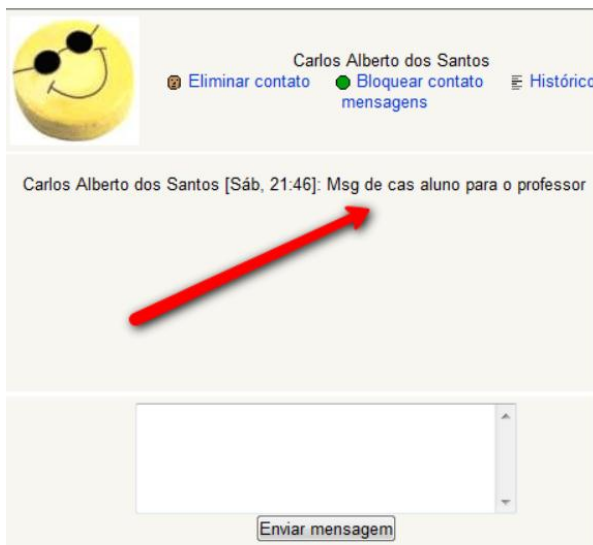 Carlos Alberto dos Santos
Eliminar contato Bloquear contato Histórico
mensagens
Carlos Alberto dos Santos [Sáb, 21:46]: Msg de cas aluno para o professor
Enviar mensagem